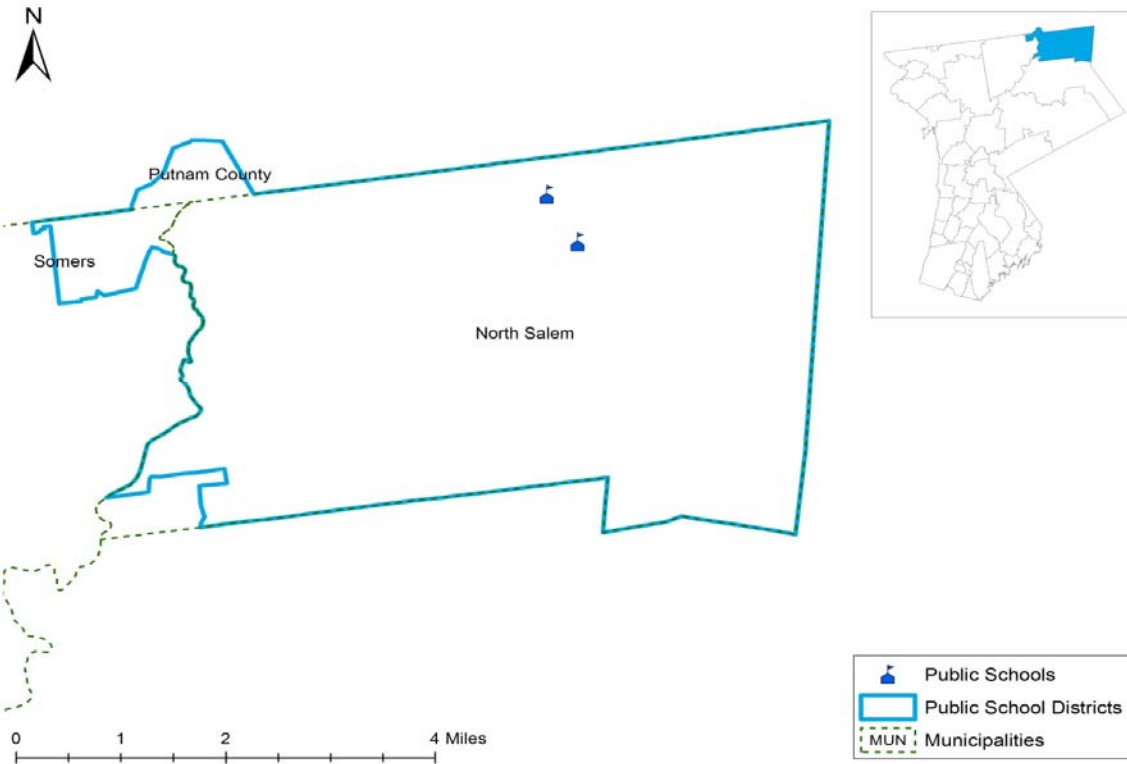 N
Putnam County
Somers
North Salem
Public Schools
Public School Districts
MUN Municipalities
0 1 2 4 Miles